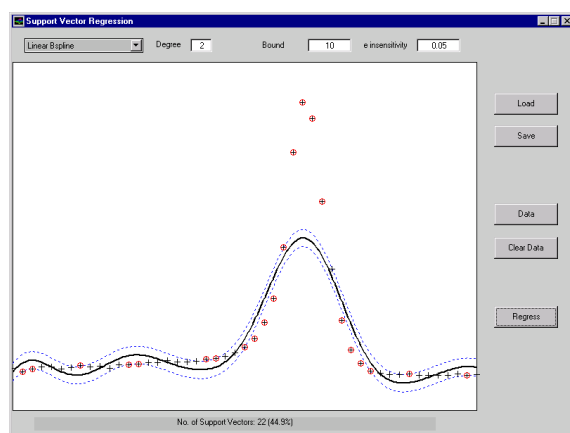 Support Vector Regression
Linear Bspline Degree 2 Bound 10 e insensitivity 0.05
Load
Save
Data
Clear Data
Regress
No. of Support Vectors: 22 (44.9%)